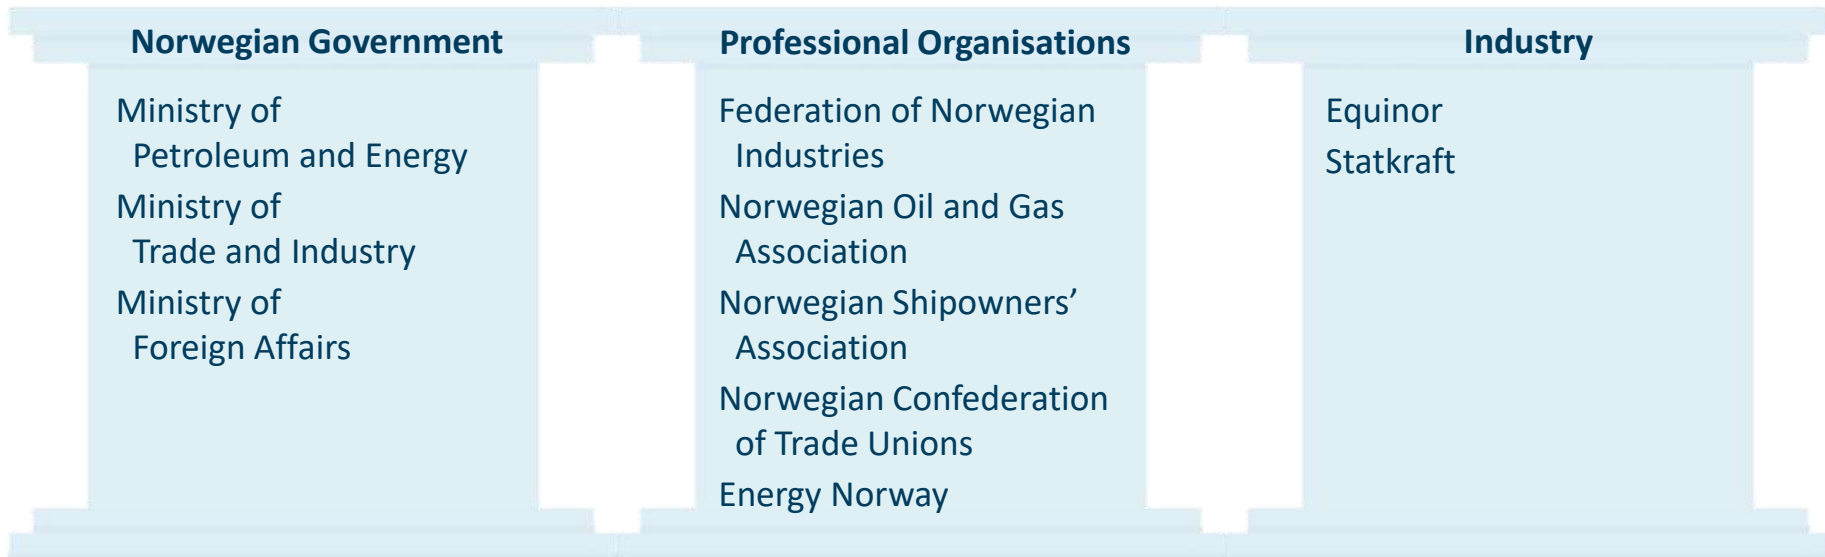 Norwegian Government
Ministry of
Petroleum and Energy
Ministry of
Trade and Industry
Ministry of
Foreign Affairs
Professional Organisations
Federation of Norwegian
Industries
Norwegian Oil and Gas
Association
Norwegian Shipowners’
Association
Norwegian Confederation
of Trade Unions
Energy Norway
Industry
Equinor
Statkraft